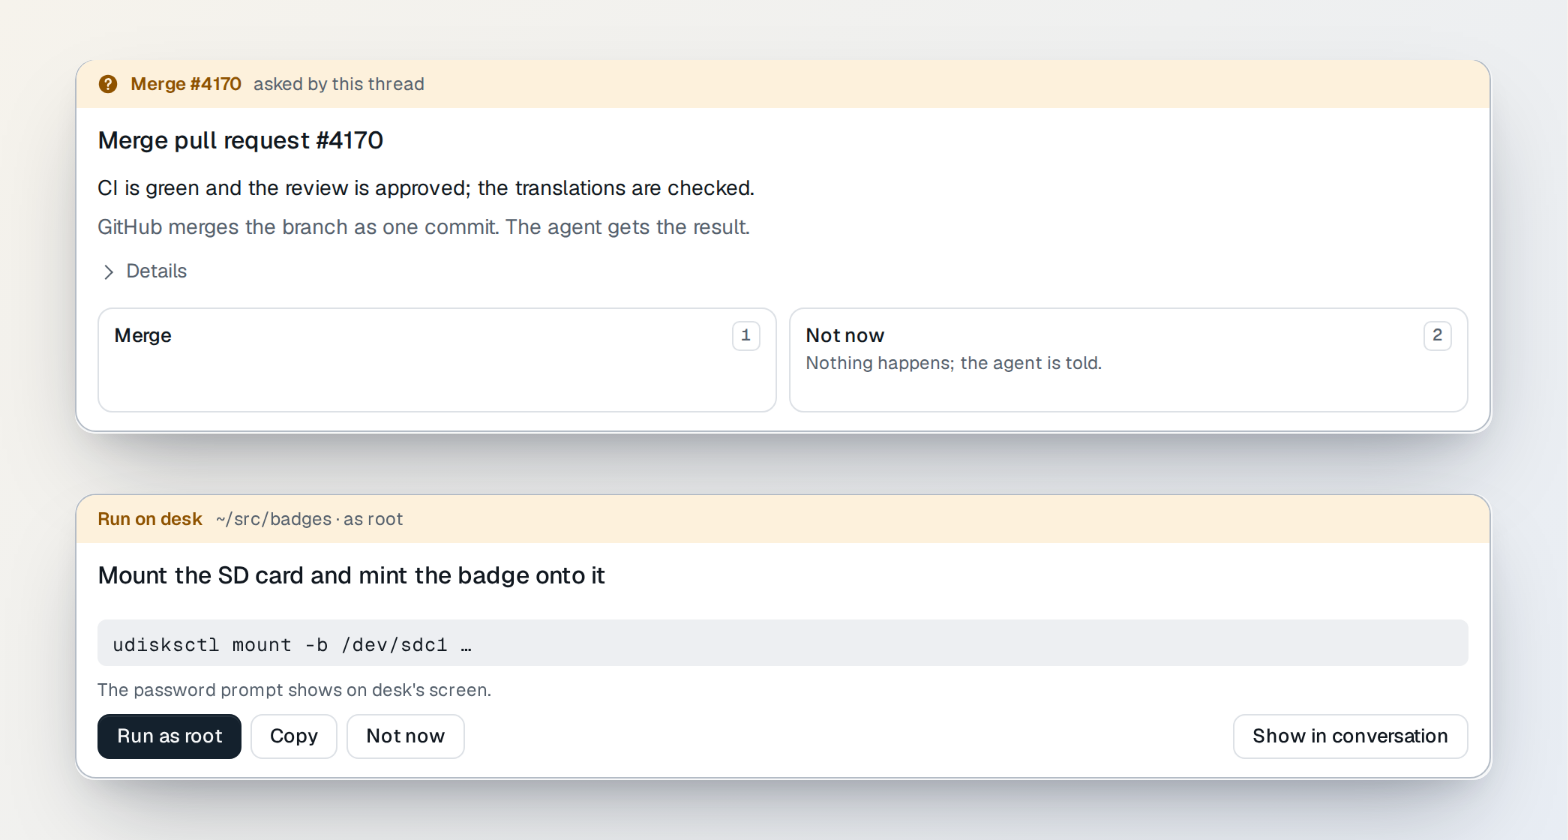 Merge #4170 asked by this thread
Merge pull request #4170
CI is green and the review is approved; the translations are checked.
GitHub merges the branch as one commit. The agent gets the result.
Details
Merge 1
Not now 2
Nothing happens; the agent is told.
Run on desk ~/src/badges · as root
Mount the SD card and mint the badge onto it
udisksctl mount -b /dev/sdc1 …
The password prompt shows on desk's screen.
Run as root Copy Not now Show in conversation